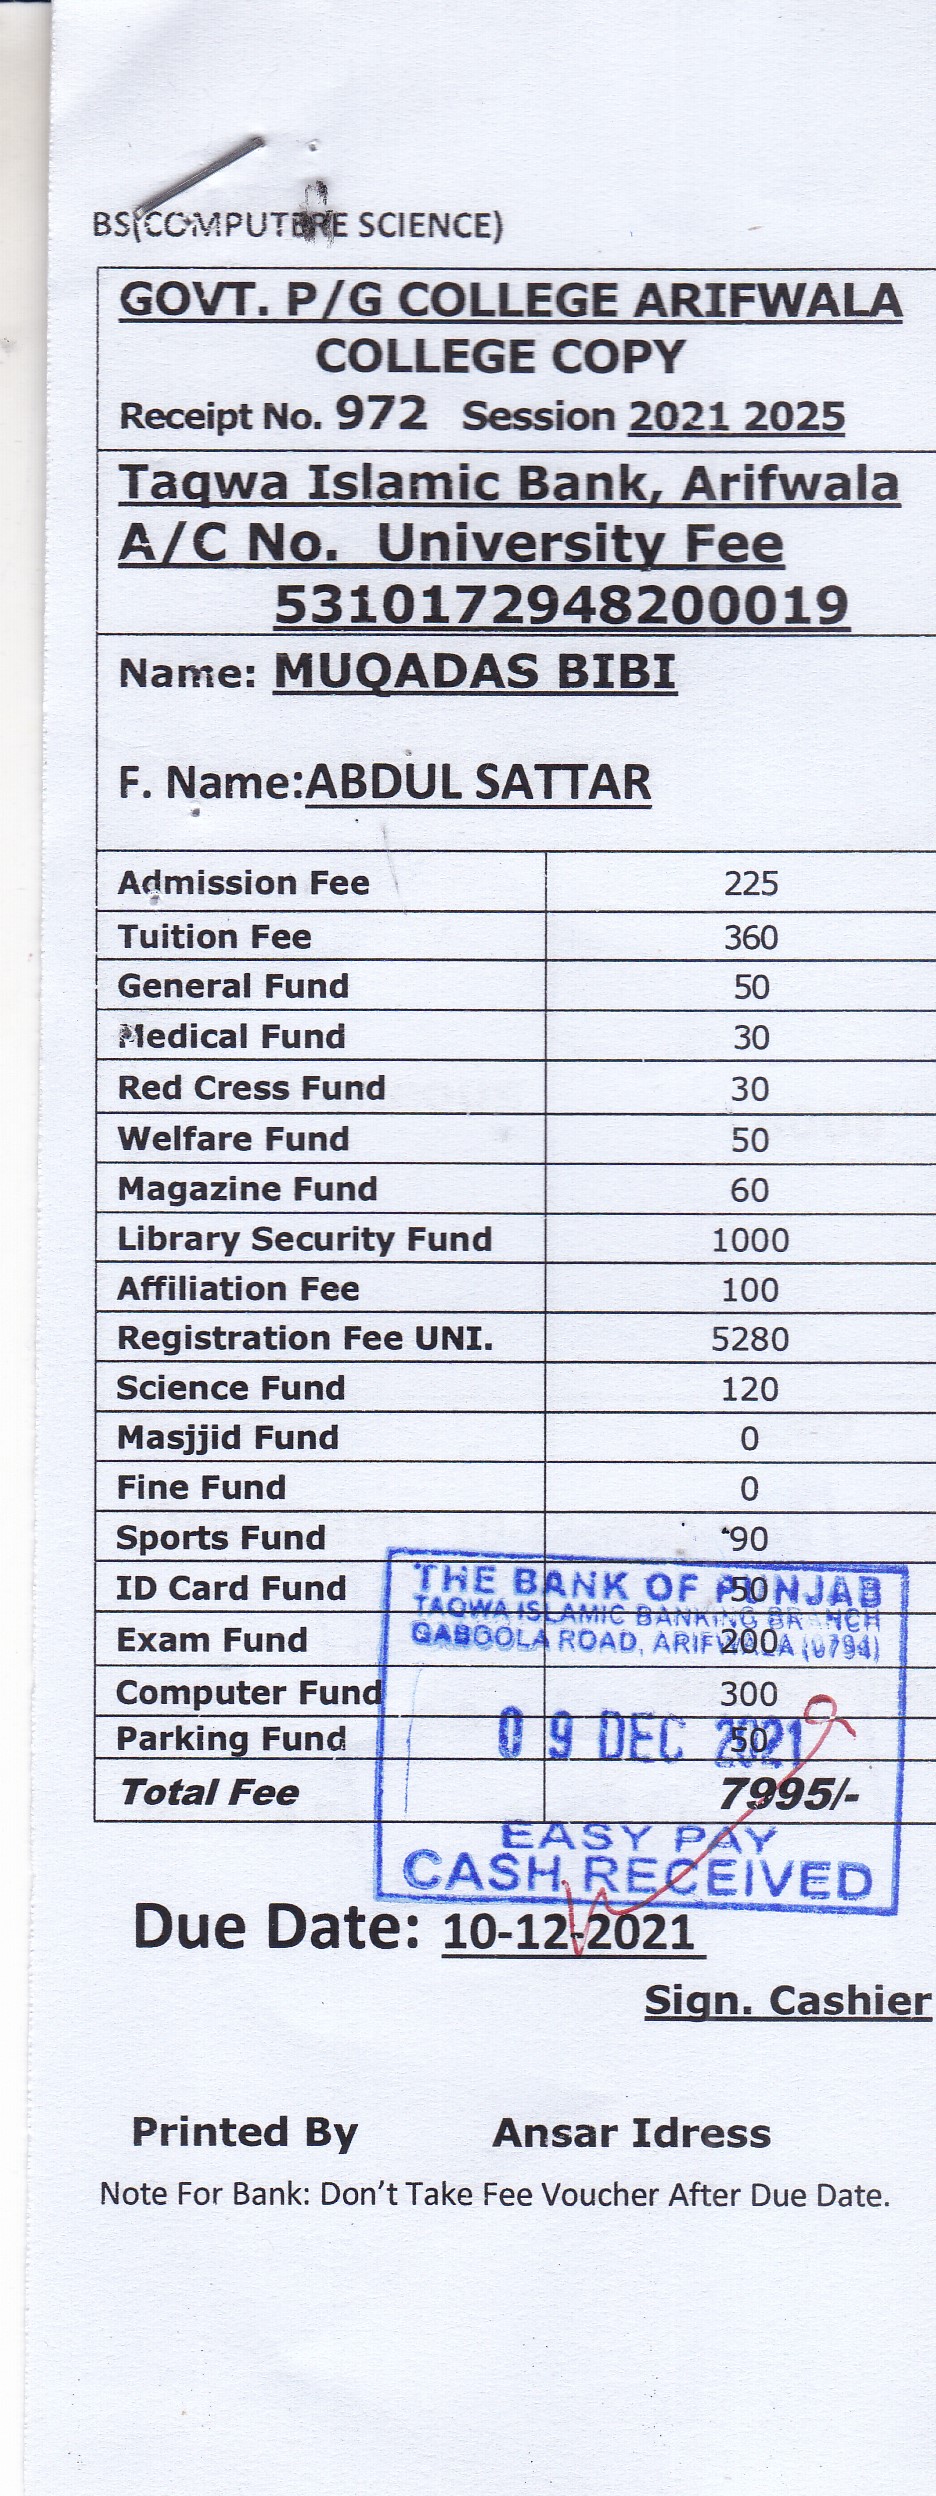 BS(COMPUTERE SCIENCE)
GOVT. P/G COLLEGE ARIFWALA
COLLEGE COPY
Receipt No. 972 Session 2021 2025
Taqwa Islamic Bank, Arifwala
A/C No. University Fee
5310172948200019
Name: MUQADAS BIBI
F. Name:ABDUL SATTAR
Admission Fee 225
Tuition Fee 360
General Fund 50
Medical Fund 30
Red Cress Fund 30
Welfare Fund 50
Magazine Fund 60
Library Security Fund 1000
Affiliation Fee 100
Registration Fee UNI. 5280
Science Fund 120
Masjjid Fund 0
Fine Fund 0
Sports Fund 90
ID Card Fund 50
Exam Fund 200
Computer Fund 300
Parking Fund 50
Total Fee 7995/-
THE BANK OF PUNJAB
TAQWA ISLAMIC BANKING BRANCH
QABOOLA ROAD, ARIFWALA (0794)
09 DEC 2021
EASY PAY
CASH RECEIVED
Due Date: 10-12-2021
Sign. Cashier
Printed By Ansar Idress
Note For Bank: Don't Take Fee Voucher After Due Date.